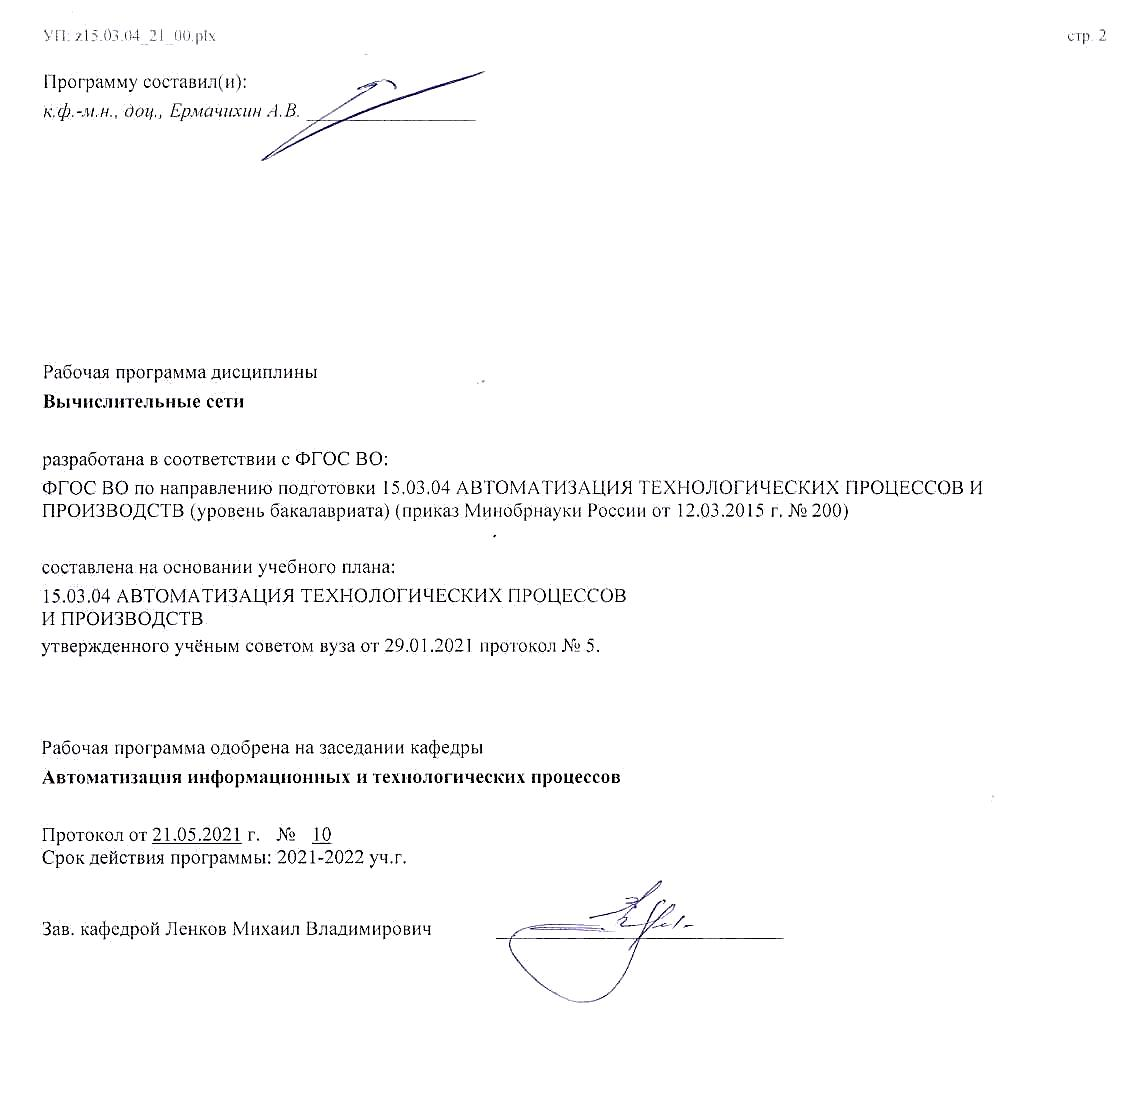 УП: z15.03.04_21_00.plx стр. 2
Программу составил(и):
к.ф.-м.н., доц., Ермачихин А.В.
Рабочая программа дисциплины
Вычислительные сети
разработана в соответствии с ФГОС ВО:
ФГОС ВО по направлению подготовки 15.03.04 АВТОМАТИЗАЦИЯ ТЕХНОЛОГИЧЕСКИХ ПРОЦЕССОВ И
ПРОИЗВОДСТВ (уровень бакалавриата) (приказ Минобрнауки России от 12.03.2015 г. № 200)
составлена на основании учебного плана:
15.03.04 АВТОМАТИЗАЦИЯ ТЕХНОЛОГИЧЕСКИХ ПРОЦЕССОВ
И ПРОИЗВОДСТВ
утвержденного учёным советом вуза от 29.01.2021 протокол № 5.
Рабочая программа одобрена на заседании кафедры
Автоматизация информационных и технологических процессов
Протокол от 21.05.2021 г. № 10
Срок действия программы: 2021-2022 уч.г.
Зав. кафедрой Ленков Михаил Владимирович